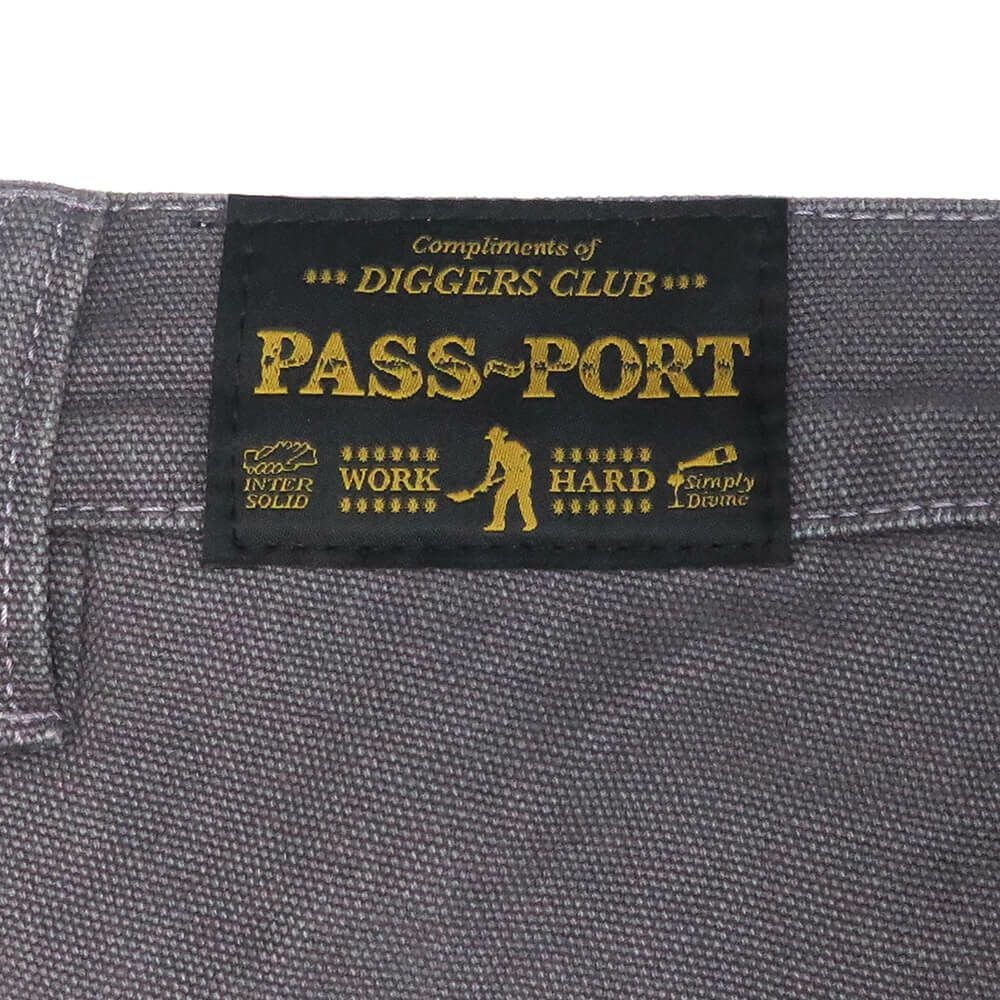 Compliments of
DIGGERS CLUB
PASS~PORT
INTER SOLID
WORK HARD
Simply Divine